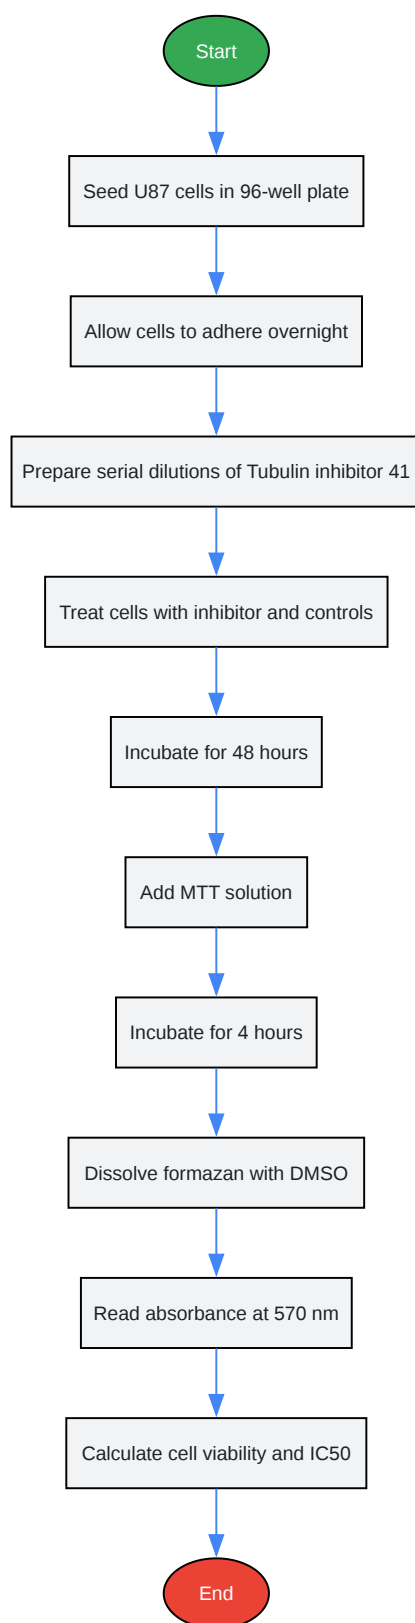 Start
Seed U87 cells in 96-well plate
Allow cells to adhere overnight
Prepare serial dilutions of Tubulin inhibitor 41
Treat cells with inhibitor and controls
Incubate for 48 hours
Add MTT solution
Incubate for 4 hours
Dissolve formazan with DMSO
Read absorbance at 570 nm
Calculate cell viability and IC50
End